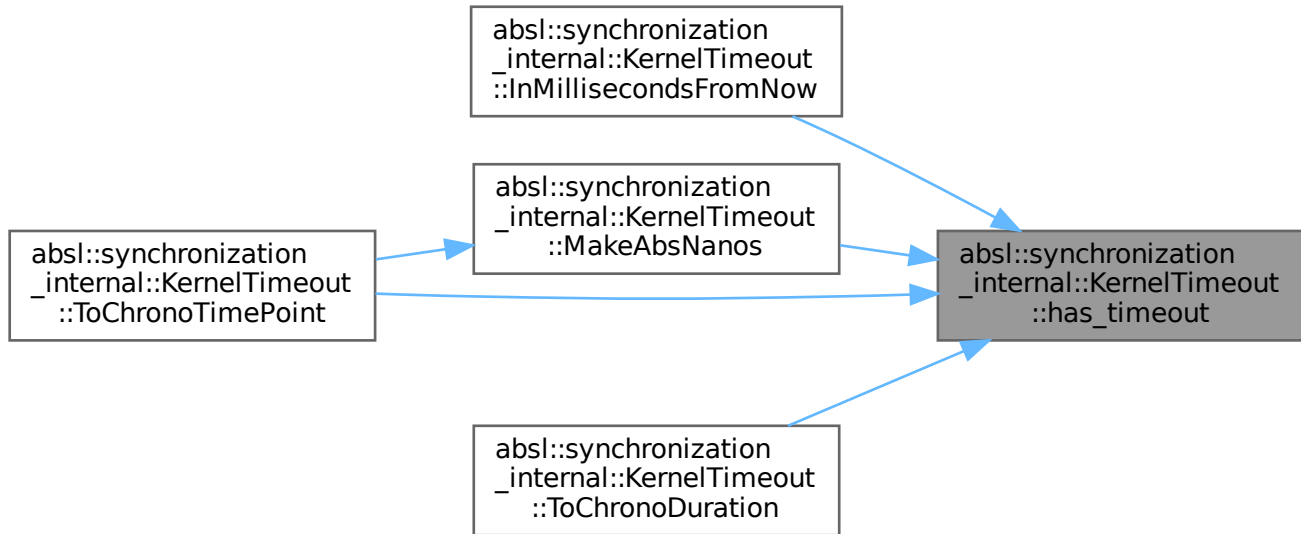 absl::synchronization
_internal::KernelTimeout
::InMillisecondsFromNow
absl::synchronization
_internal::KernelTimeout
::MakeAbsNanos
absl::synchronization
_internal::KernelTimeout
::ToChronoTimePoint
absl::synchronization
_internal::KernelTimeout
::has_timeout
absl::synchronization
_internal::KernelTimeout
::ToChronoDuration